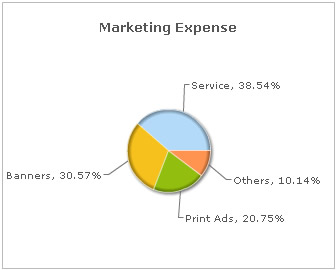 Marketing Expense
Service, 38.54%
Banners, 30.57%
Others, 10.14%
Print Ads, 20.75%